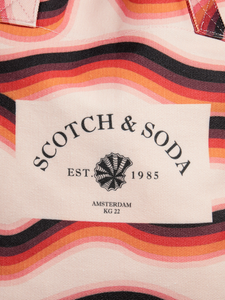 SCOTCH & SODA
EST. 1985
AMSTERDAM
KG 22